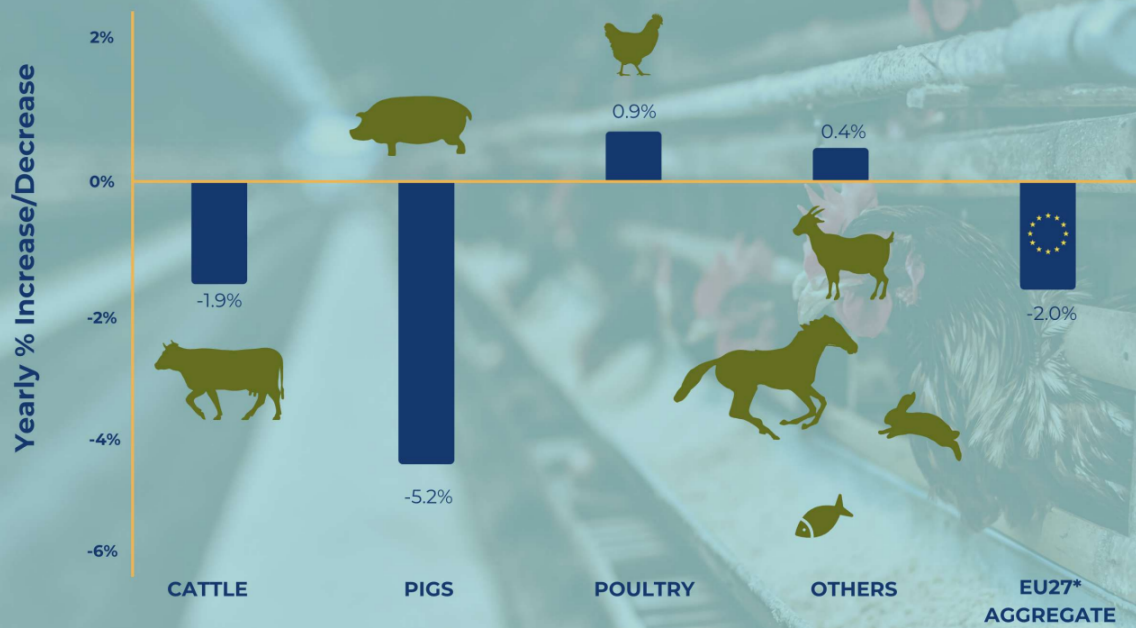 Yearly % Increase/Decrease
2%
0%
-2%
-4%
-6%
-1.9%
-5.2%
0.9%
0.4%
-2.0%
CATTLE
PIGS
POULTRY
OTHERS
EU27*
AGGREGATE